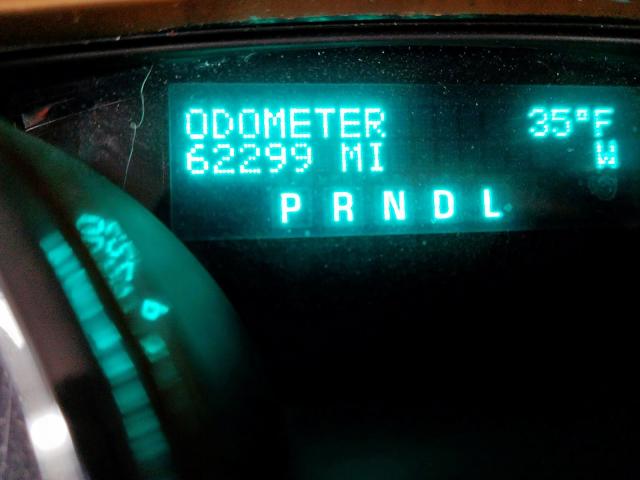 ODOMETER 35°F
62299 MI W
P R N D L